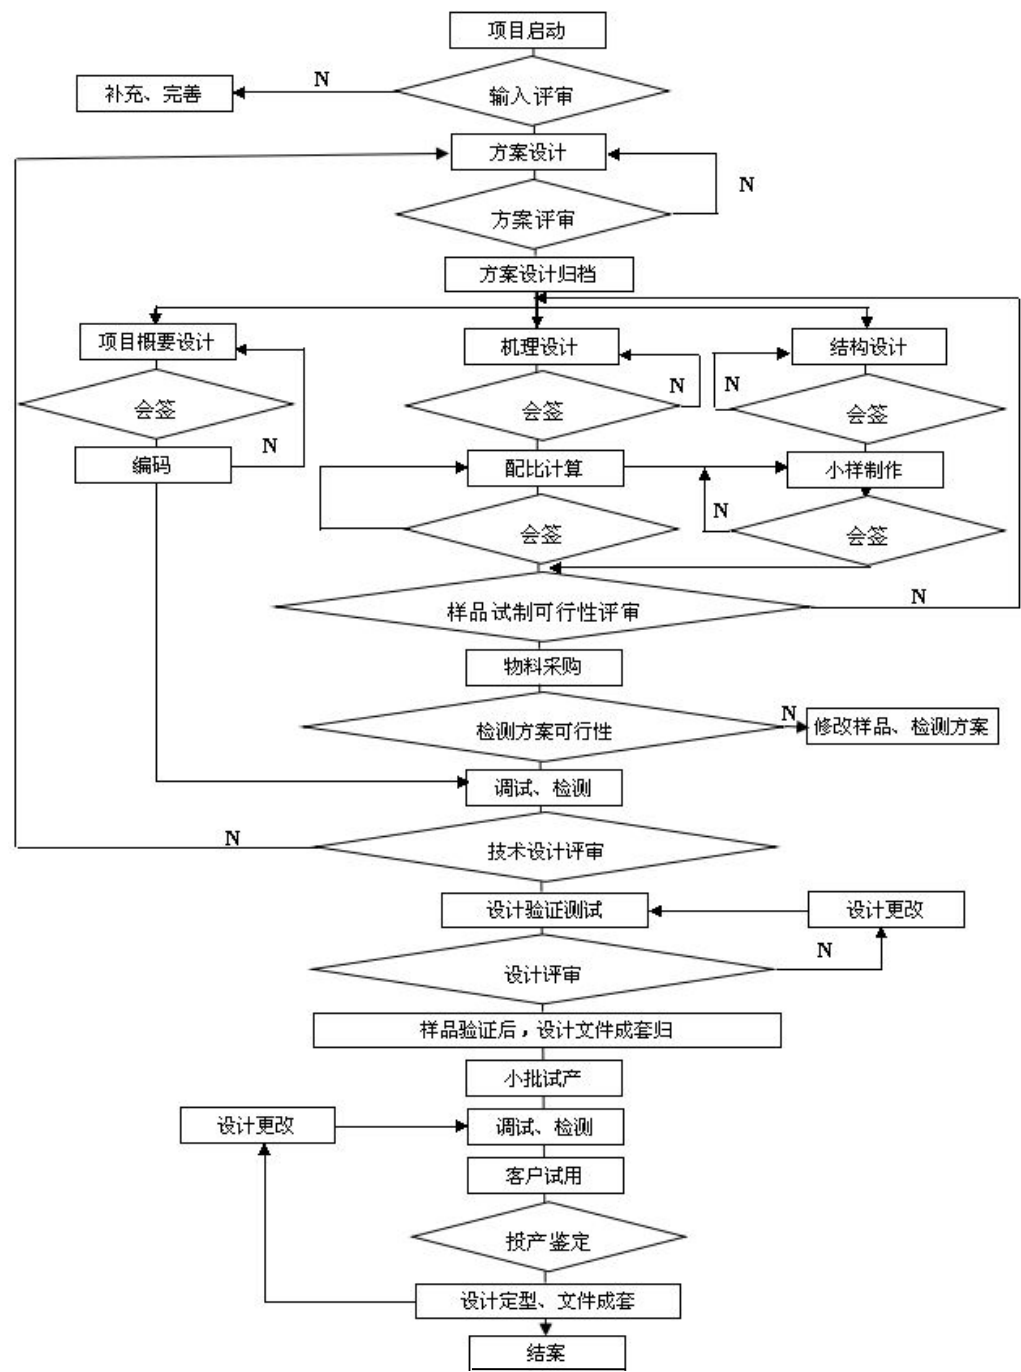 项目启动
N
补充、完善
输入评审
方案设计
N
方案评审
方案设计归档
项目概要设计
机理设计
结构设计
N
N
会签
会签
会签
N
编码
配比计算
小样制作
N
会签
会签
N
样品试制可行性评审
物料采购
N
检测方案可行性
修改样品、检测方案
调试、检测
N
技术设计评审
设计验证测试
设计更改
N
设计评审
样品验证后，设计文件成套归
小批试产
设计更改
调试、检测
客户试用
投产鉴定
设计定型、文件成套
结案